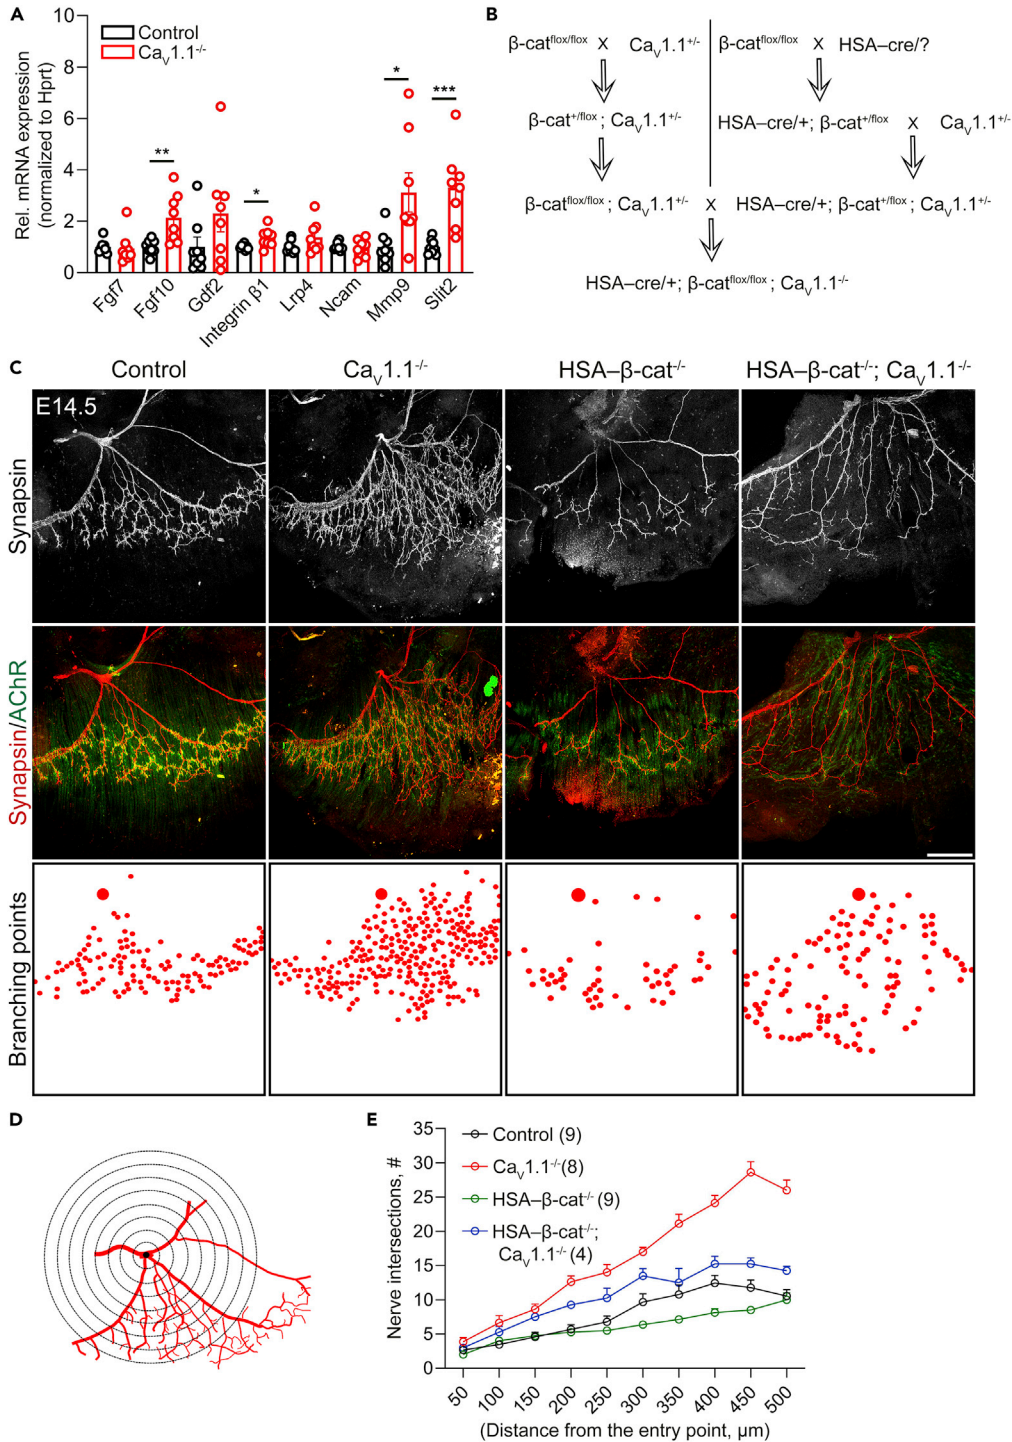 A
Rel. mRNA expression
(normalized to Hprt)
10
8
6
4
2
0
Control
CaV1.1-/-
**
*
*
***
Fgf7
Fgf10
Gdf2
Integrin β1
Lrp4
Ncam
Mmp9
Slit2
B
β-catflox/flox X CaV1.1+/-
β-catflox/flox X HSA–cre/?
β-cat+/flox ; CaV1.1+/-
HSA–cre/+; β-cat+/flox X CaV1.1+/-
β-catflox/flox ; CaV1.1+/- X HSA–cre/+; β-cat+/flox ; CaV1.1+/-
HSA–cre/+; β-catflox/flox ; CaV1.1-/-
C
Control
CaV1.1-/-
HSA–β-cat-/-
HSA–β-cat-/-; CaV1.1-/-
E14.5
Synapsin
Synapsin/AChR
Branching points
D
E
Nerve intersections, #
35
30
25
20
15
10
5
0
Control (9)
CaV1.1-/-(8)
HSA–β-cat-/- (9)
HSA–β-cat-/-;
CaV1.1-/- (4)
50
100
150
200
250
300
350
400
450
500
(Distance from the entry point, μm)